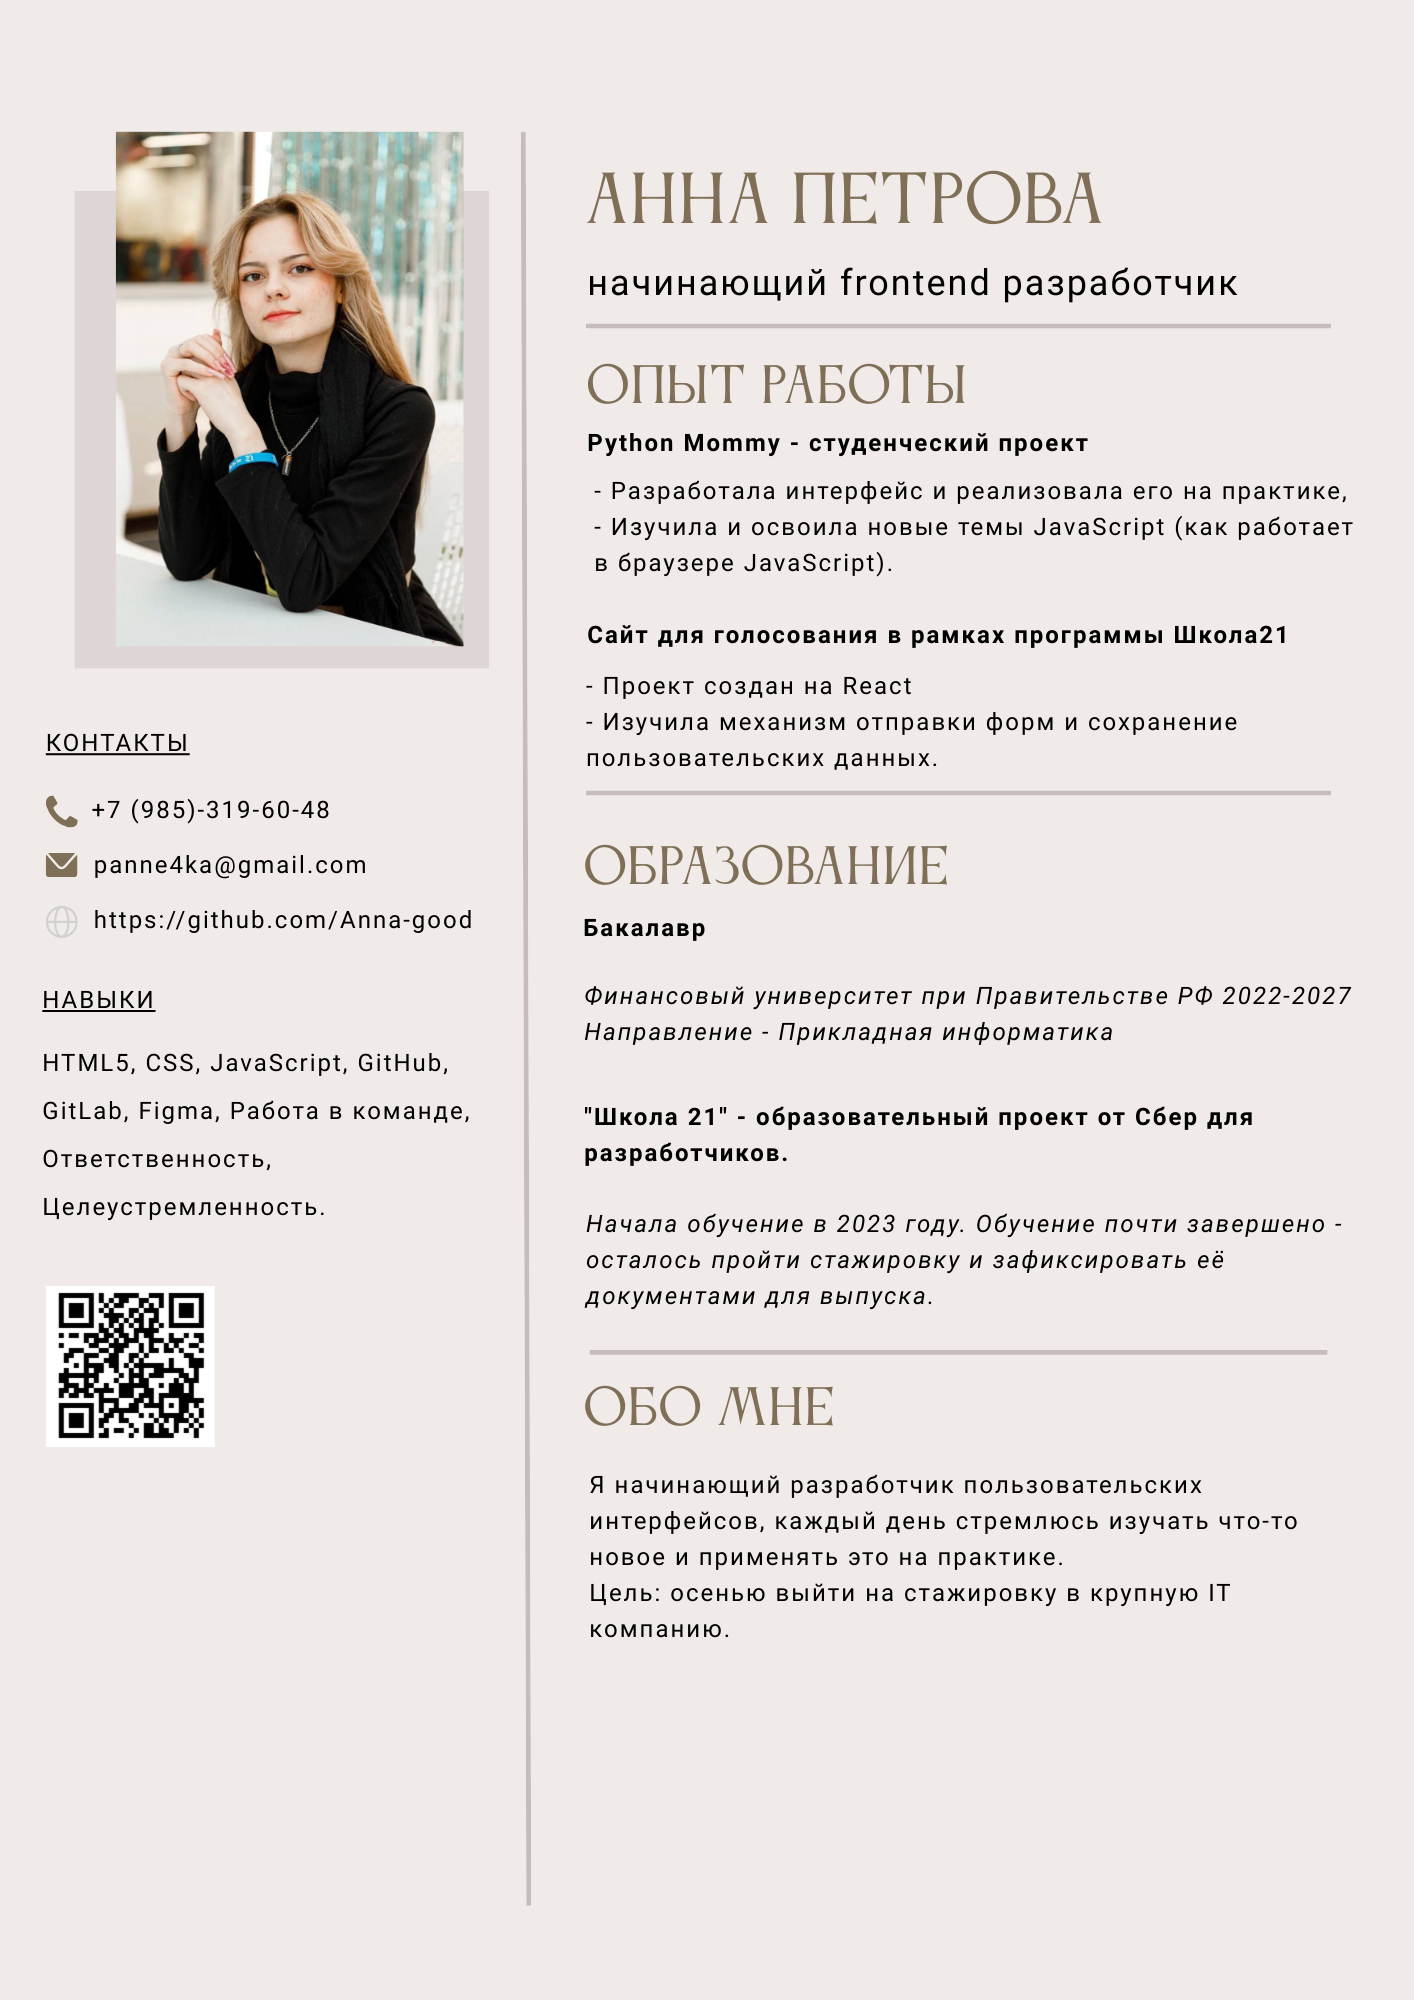 АННА ПЕТРОВА
начинающий frontend разработчик
ОПЫТ РАБОТЫ
Python Mommy - студенческий проект
- Разработала интерфейс и реализовала его на практике,
- Изучила и освоила новые темы JavaScript (как работает
в браузере JavaScript).
Сайт для голосования в рамках программы Школа21
- Проект создан на React
- Изучила механизм отправки форм и сохранение
пользовательских данных.
КОНТАКТЫ
+7 (985)-319-60-48
panne4ka@gmail.com
https://github.com/Anna-good
НАВЫКИ
HTML5, CSS, JavaScript, GitHub,
GitLab, Figma, Работа в команде,
Ответственность,
Целеустремленность.
ОБРАЗОВАНИЕ
Бакалавр
Финансовый университет при Правительстве РФ 2022-2027
Направление - Прикладная информатика
"Школа 21" - образовательный проект от Сбер для
разработчиков.
Начала обучение в 2023 году. Обучение почти завершено -
осталось пройти стажировку и зафиксировать её
документами для выпуска.
ОБО МНЕ
Я начинающий разработчик пользовательских
интерфейсов, каждый день стремлюсь изучать что-то
новое и применять это на практике.
Цель: осенью выйти на стажировку в крупную IT
компанию.